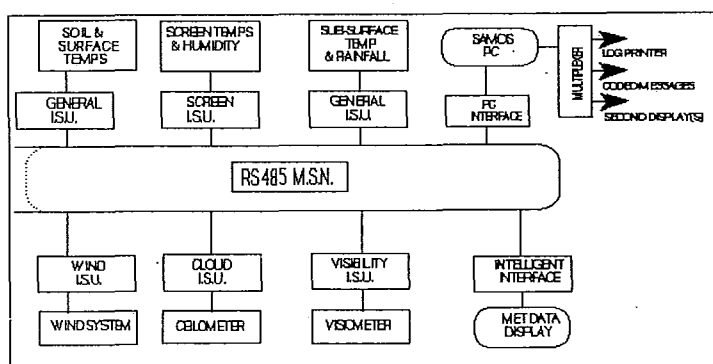 SOIL &
SURFACE
TEMPS
SCREEN TEMPS
& HUMIDITY
SUB-SURFACE
TEMP
& RAINFALL
SAMOS
PC
MULTIPLEXER
LOG PRINTER
CODED MESSAGES
SECOND DISPLAY(S)
GENERAL
I.S.U.
SCREEN
I.S.U.
GENERAL
I.S.U.
PC
INTERFACE
RS485 M.S.N.
WIND
I.S.U.
CLOUD
I.S.U.
VISIBILITY
I.S.U.
INTELLIGENT
INTERFACE
WIND SYSTEM
CEILOMETER
VISIOMETER
MET DATA
DISPLAY